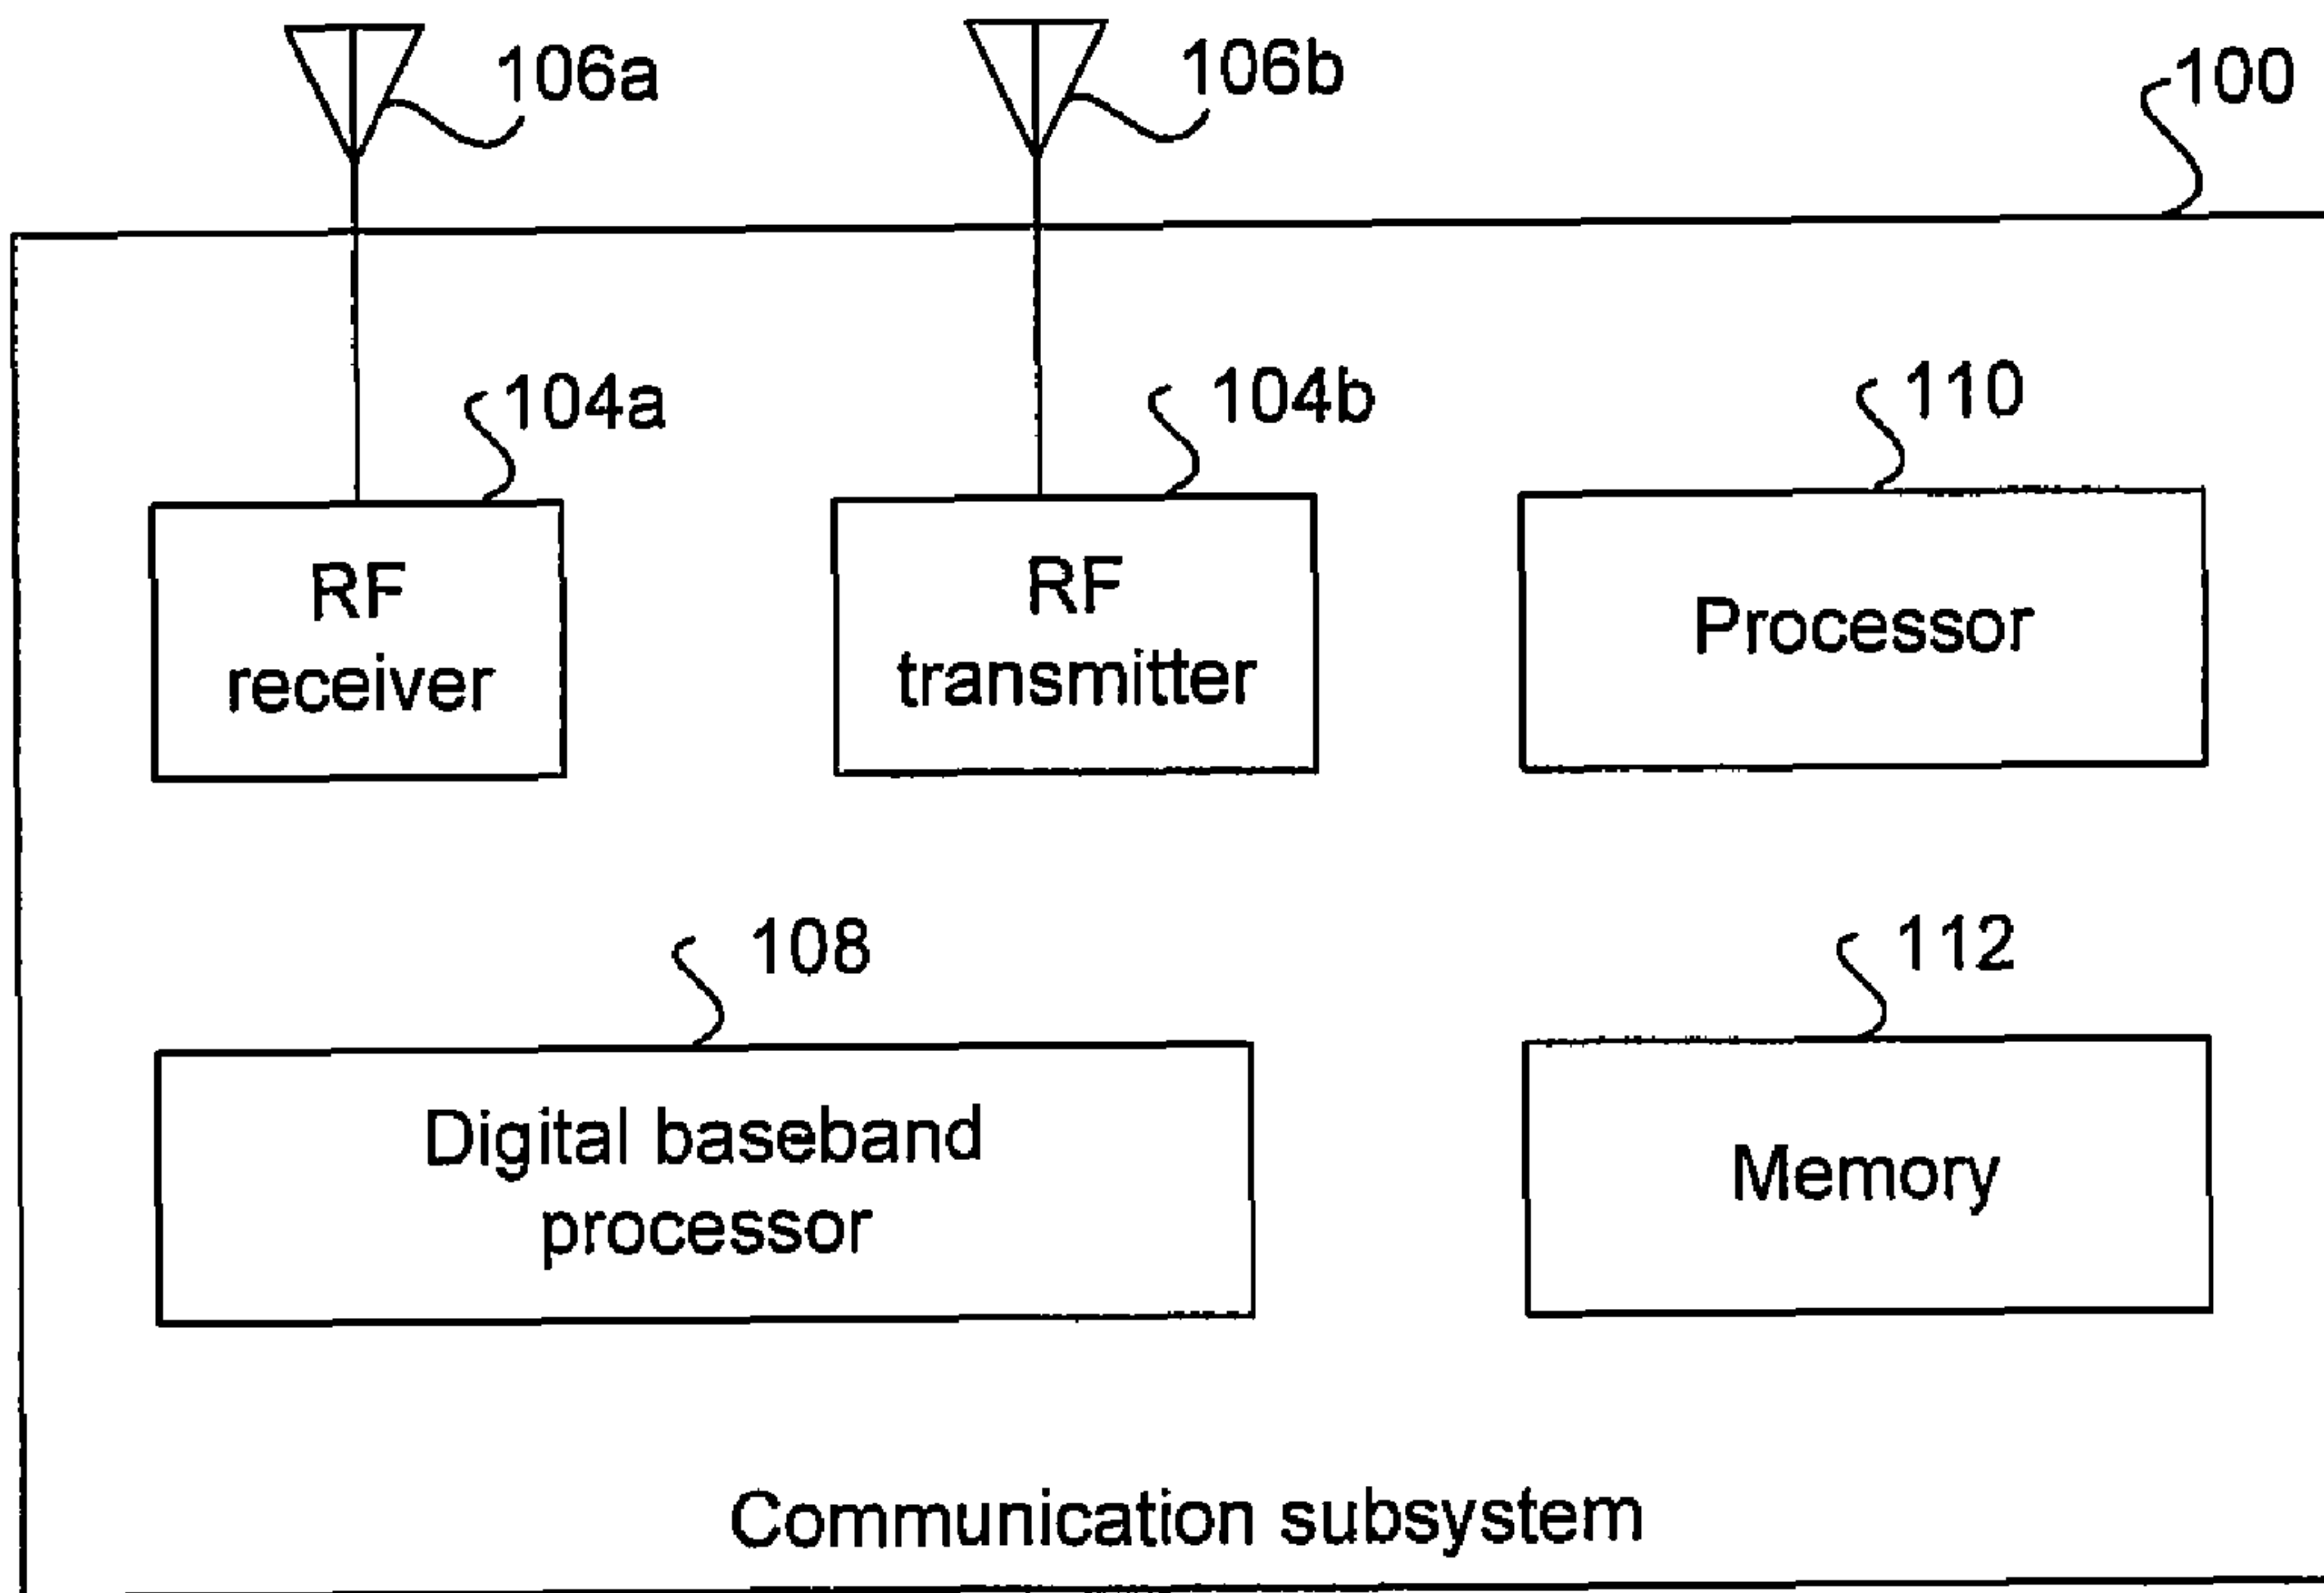 106a
106b
100
104a
104b
110
RF
receiver
RF
transmitter
Processor
108
112
Digital baseband
processor
Memory
Communication subsystem